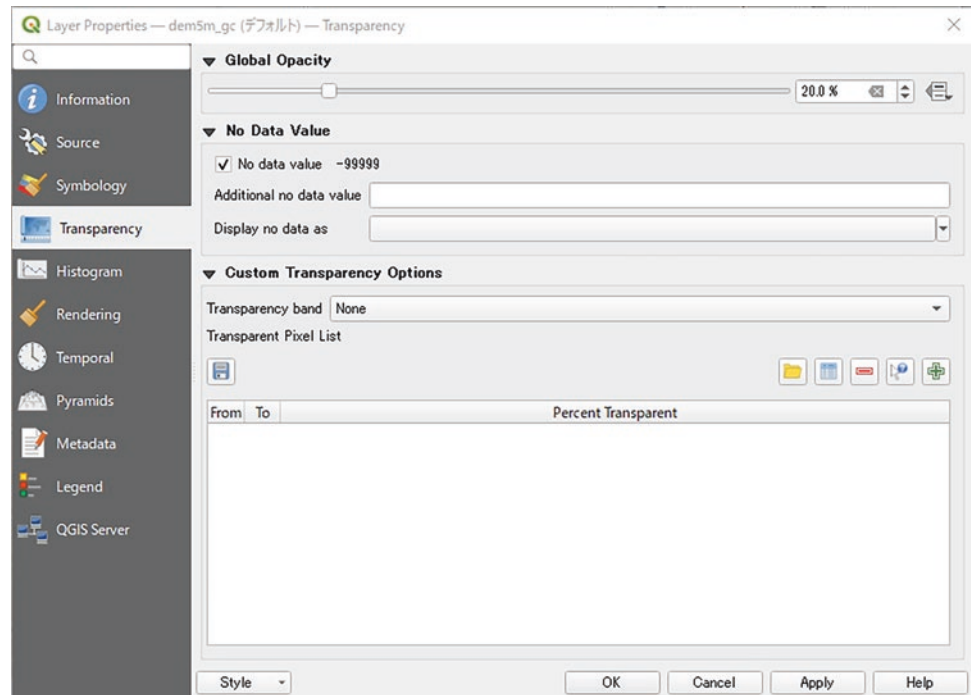 Layer Properties — dem5m_gc (デフォルト) — Transparency
Information
Source
Symbology
Transparency
Histogram
Rendering
Temporal
Pyramids
Metadata
Legend
QGIS Server
Global Opacity
20.0 %
No Data Value
No data value -99999
Additional no data value
Display no data as
Custom Transparency Options
Transparency band None
Transparent Pixel List
From To Percent Transparent
Style OK Cancel Apply Help